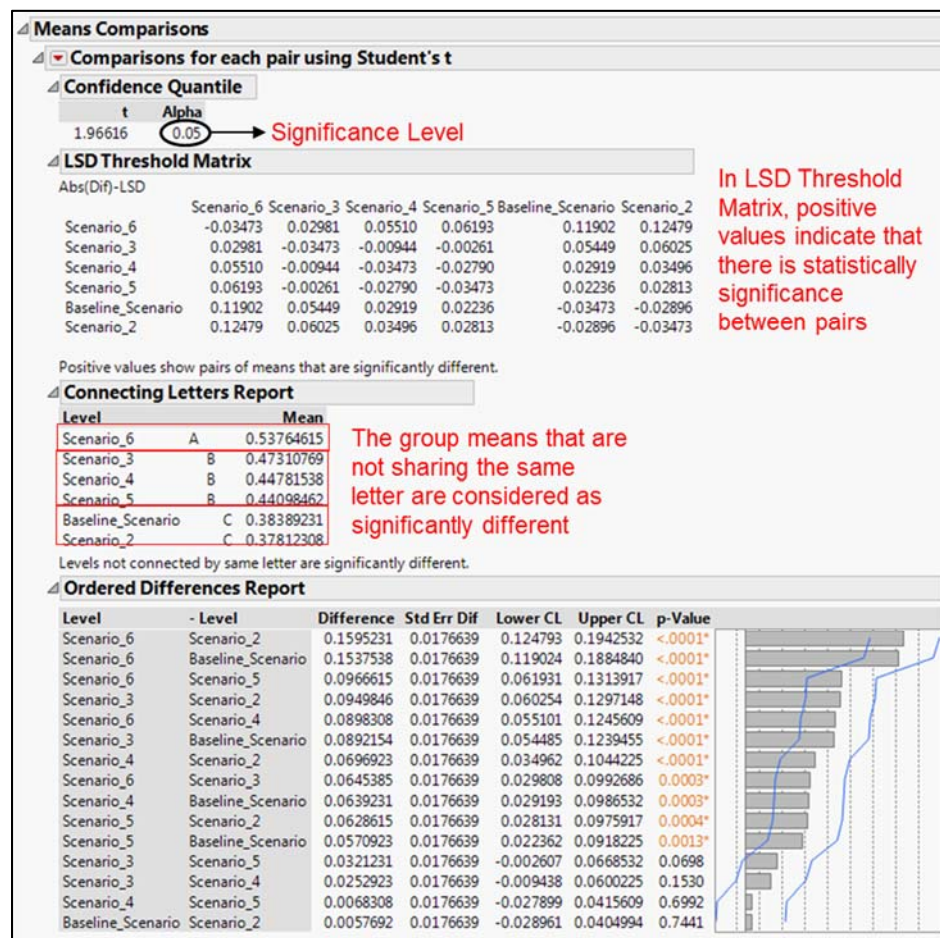 Means Comparisons
Comparisons for each pair using Student's t
Confidence Quantile
t Alpha
1.96616 0.05 Significance Level
LSD Threshold Matrix
Abs(Dif)-LSD
Scenario_6 Scenario_3 Scenario_4 Scenario_5 Baseline_Scenario Scenario_2
Scenario_6 -0.03473 0.02981 0.05510 0.06193 0.11902 0.12479
Scenario_3 0.02981 -0.03473 -0.00944 -0.00261 0.05449 0.06025
Scenario_4 0.05510 -0.00944 -0.03473 -0.02790 0.02919 0.03496
Scenario_5 0.06193 -0.00261 -0.02790 -0.03473 0.02236 0.02813
Baseline_Scenario 0.11902 0.05449 0.02919 0.02236 -0.03473 -0.02896
Scenario_2 0.12479 0.06025 0.03496 0.02813 -0.02896 -0.03473
In LSD Threshold
Matrix, positive
values indicate that
there is statistically
significance
between pairs
Positive values show pairs of means that are significantly different.
Connecting Letters Report
Level Mean
Scenario_6 A 0.53764615
Scenario_3 B 0.47310769
Scenario_4 B 0.44781538
Scenario_5 B 0.44098462
Baseline_Scenario C 0.38389231
Scenario_2 C 0.37812308
The group means that are
not sharing the same
letter are considered as
significantly different
Levels not connected by same letter are significantly different.
Ordered Differences Report
Level - Level Difference Std Err Dif Lower CL Upper CL p-Value
Scenario_6 Scenario_2 0.1595231 0.0176639 0.124793 0.1942532 <.0001*
Scenario_6 Baseline_Scenario 0.1537538 0.0176639 0.119024 0.1884840 <.0001*
Scenario_6 Scenario_5 0.0966615 0.0176639 0.061931 0.1313917 <.0001*
Scenario_3 Scenario_2 0.0949846 0.0176639 0.060254 0.1297148 <.0001*
Scenario_6 Scenario_4 0.0898308 0.0176639 0.055101 0.1245609 <.0001*
Scenario_3 Baseline_Scenario 0.0892154 0.0176639 0.054485 0.1239455 <.0001*
Scenario_4 Scenario_2 0.0696923 0.0176639 0.034962 0.1044225 <.0001*
Scenario_6 Scenario_3 0.0645385 0.0176639 0.029808 0.0992686 0.0003*
Scenario_4 Baseline_Scenario 0.0639231 0.0176639 0.029193 0.0986532 0.0003*
Scenario_5 Scenario_2 0.0628615 0.0176639 0.028131 0.0975917 0.0004*
Scenario_5 Baseline_Scenario 0.0570923 0.0176639 0.022362 0.0918225 0.0013*
Scenario_3 Scenario_5 0.0321231 0.0176639 -0.002607 0.0668532 0.0698
Scenario_3 Scenario_4 0.0252923 0.0176639 -0.009438 0.0600225 0.1530
Scenario_4 Scenario_5 0.0068308 0.0176639 -0.027899 0.0415609 0.6992
Baseline_Scenario Scenario_2 0.0057692 0.0176639 -0.028961 0.0404994 0.7441